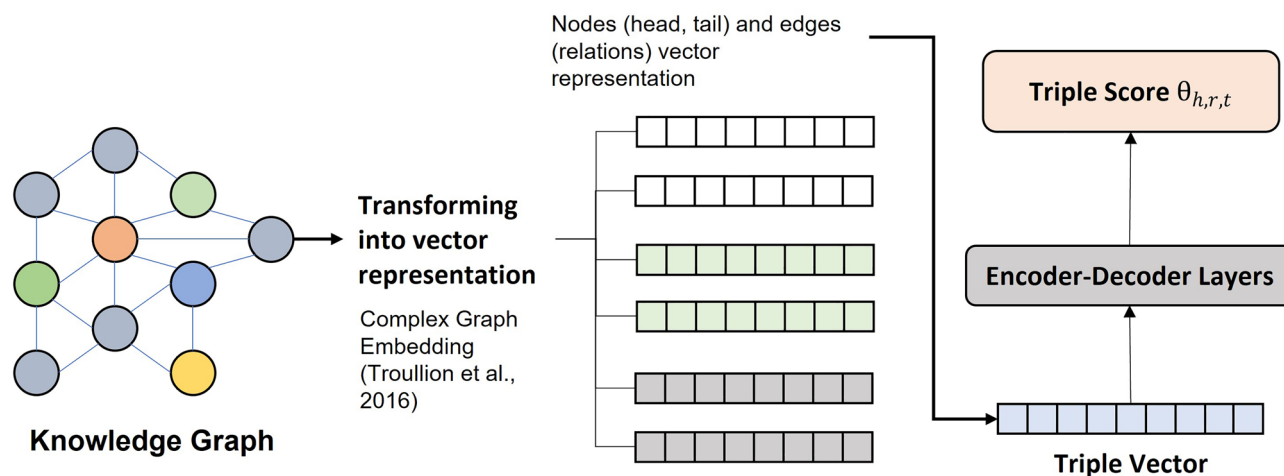 Nodes (head, tail) and edges
(relations) vector
representation
Triple Score θh,r,t
Transforming
into vector
representation
Encoder-Decoder Layers
Complex Graph
Embedding
(Troullion et al.,
2016)
Knowledge Graph
Triple Vector